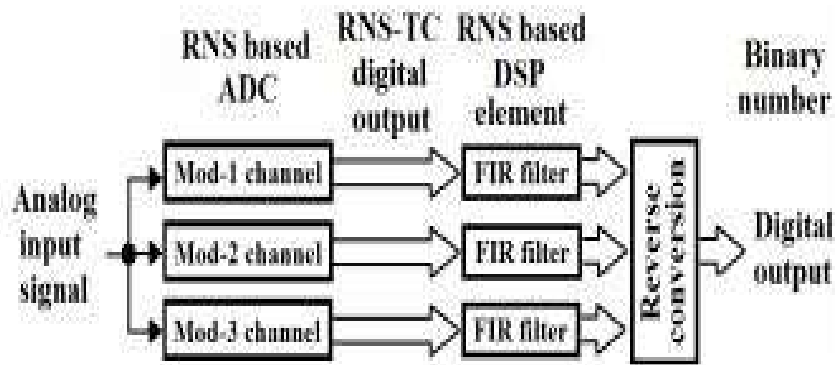 RNS based
ADC
RNS-TC
digital
output
RNS based
DSP
element
Binary
number
Analog
input
signal
Mod-1 channel
FIR filter
Mod-2 channel
FIR filter
Mod-3 channel
FIR filter
Reverse
conversion
Digital
output